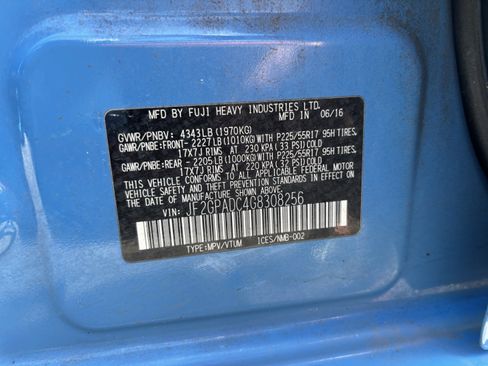 MFD BY FUJI HEAVY INDUSTRIES LTD.
GVWR/PNBV: 4343LB(1970KG) MFD IN 06/16
GAWR/PNBE:FRONT- 2227LB(1010KG)WITH P225/55R17 95H TIRES,
17X7J RIMS AT 230 KPA(33 PSI)COLD
GAWR/PNBE:REAR - 2205LB(1000KG)WITH P225/55R17 95H TIRES,
17X7J RIMS AT 220 KPA(32 PSI)COLD
THIS VEHICLE CONFORMS TO ALL APPLICABLE FEDERAL MOTOR
VEHICLE SAFETY STANDARDS IN EFFECT ON THE DATE OF
MANUFACTURE SHOWN ABOVE.
VIN: JF2GPADC4G8308256
TYPE:MPV/VTUM ICES/NMB-002